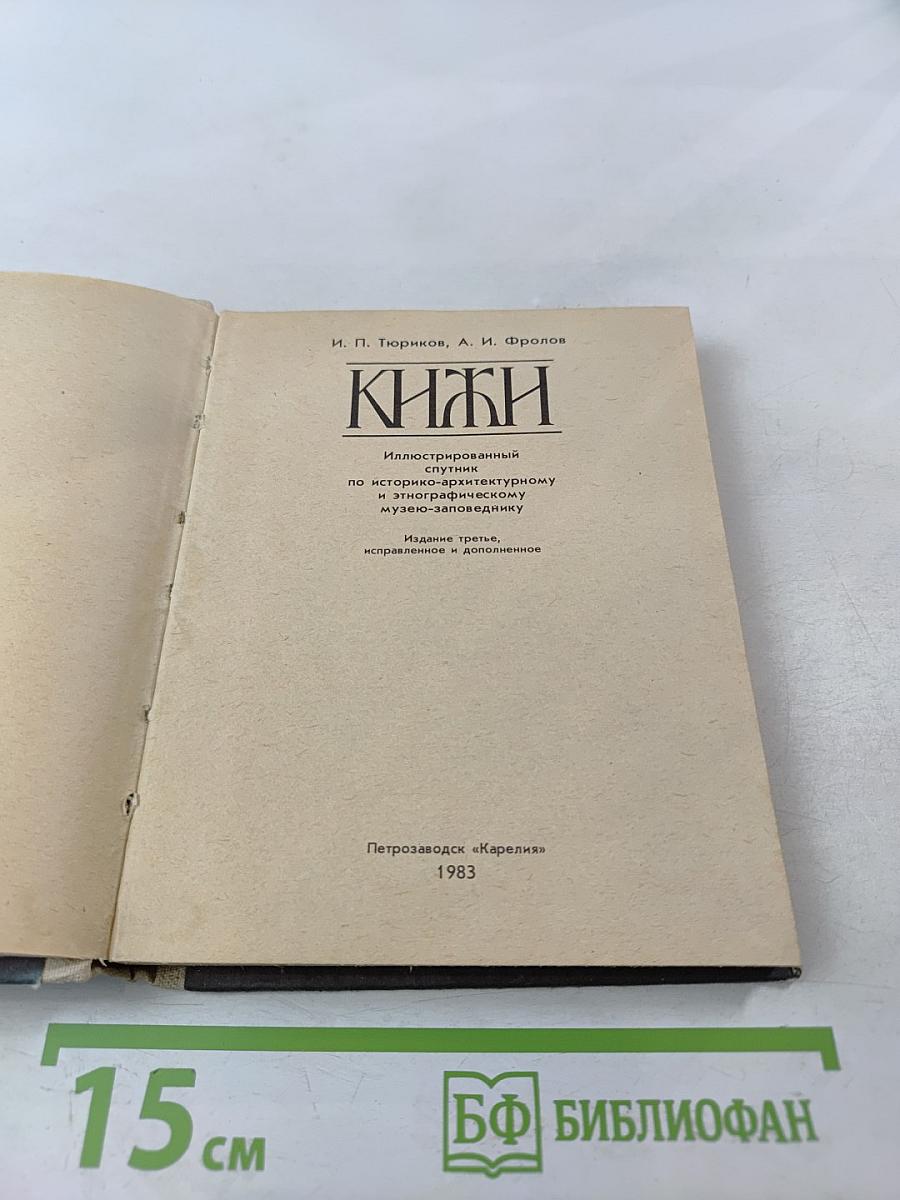 И. П. Тюриков, А. И. Фролов
КИЖИ
Иллюстрированный
спутник
по историко-архитектурному
и этнографическому
музею-заповеднику
Издание третье,
исправленное и дополненное
Петрозаводск «Карелия»
1983
15 см
БФ БИБЛИОФАН